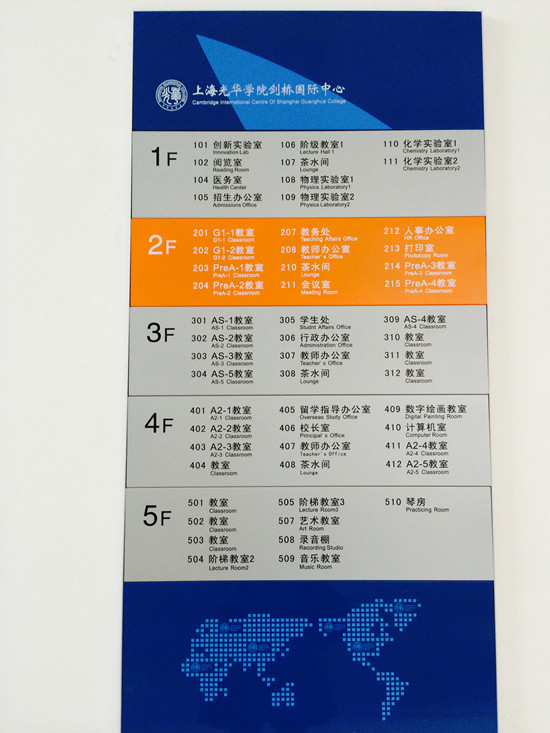 上海光华学院剑桥国际中心
Cambridge International Centre Of Shanghai Guanghua College
1F
101 创新实验室
Innovation Lab
102 阅览室
Reading Room
104 医务室
Health Center
105 招生办公室
Admissions Office
106 阶级教室1
Lecture Hall 1
107 茶水间
Lounge
108 物理实验室1
Physics Laboratory1
109 物理实验室2
Physics Laboratory2
110 化学实验室1
Chemistry Laboratory1
111 化学实验室2
Chemistry Laboratory2
2F
201 G1-1教室
G1-1 Classroom
202 G1-2教室
G1-2 Classroom
203 PreA-1教室
PreA-1 Classroom
204 PreA-2教室
PreA-2 Classroom
207 教务处
Teaching Affairs Office
208 教师办公室
Teacher's Office
210 茶水间
Lounge
211 会议室
Meeting Room
212 人事办公室
HR Office
213 打印室
Photocopy Room
214 PreA-3教室
PreA-3 Classroom
215 PreA-4教室
PreA-4 Classroom
3F
301 AS-1教室
AS-1 Classroom
302 AS-2教室
AS-2 Classroom
303 AS-3教室
AS-3 Classroom
304 AS-5教室
AS-5 Classroom
305 学生处
Studnt Affairs Office
306 行政办公室
Administration Office
307 教师办公室
Teacher's Office
308 茶水间
Lounge
309 AS-4教室
AS-4 Classroom
310 教室
Classroom
311 教室
Classroom
312 教室
Classroom
4F
401 A2-1教室
A2-1 Classroom
402 A2-2教室
A2-2 Classroom
403 A2-3教室
A2-3 Classroom
404 教室
Classroom
405 留学指导办公室
Overseas Study Office
406 校长室
Principal's Office
407 教师办公室
Teacher's Office
408 茶水间
Lounge
409 数字绘画教室
Digital Painting Room
410 计算机室
Computer Room
411 A2-4教室
A2-4 Classroom
412 A2-5教室
A2-5 Classroom
5F
501 教室
Classroom
502 教室
Classroom
503 教室
Classroom
504 阶梯教室2
Lecture Room2
505 阶梯教室3
Lecture Room3
507 艺术教室
Art Room
508 录音棚
Recording Studio
509 音乐教室
Music Room
510 琴房
Practicing Room